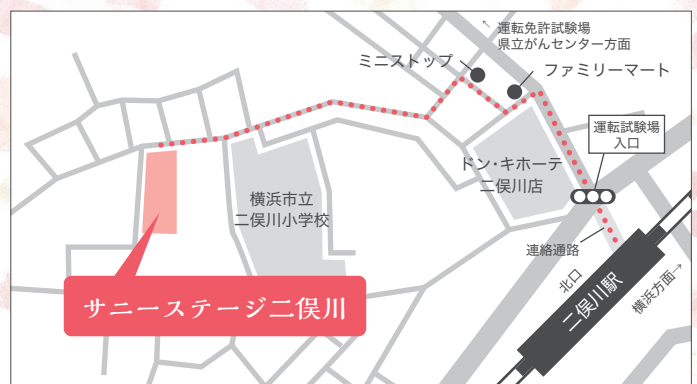 ↖ 運転免許試験場
県立がんセンター方面
ミニストップ
ファミリーマート
運転試験場
入口
ドン・キホーテ
二俣川店
横浜市立
二俣川小学校
連絡通路
北口
二俣川駅
横浜方面→
サニーステージ二俣川